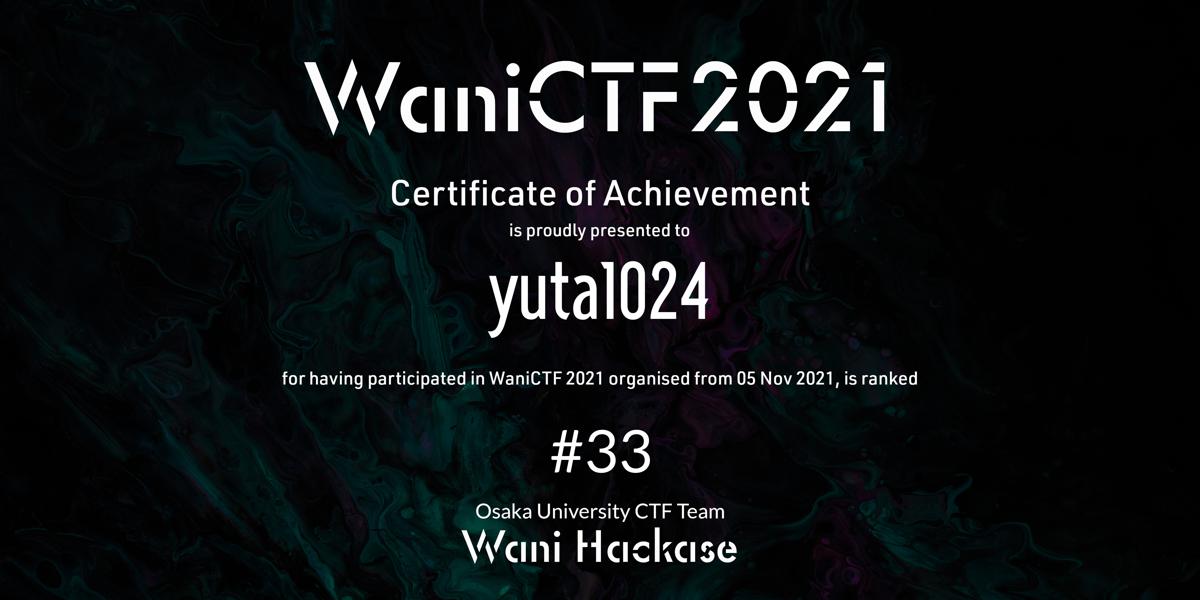 WaniCTF2021
Certificate of Achievement
is proudly presented to
yuta1024
for having participated in WaniCTF 2021 organised from 05 Nov 2021, is ranked
#33
Osaka University CTF Team
Wani Hackase